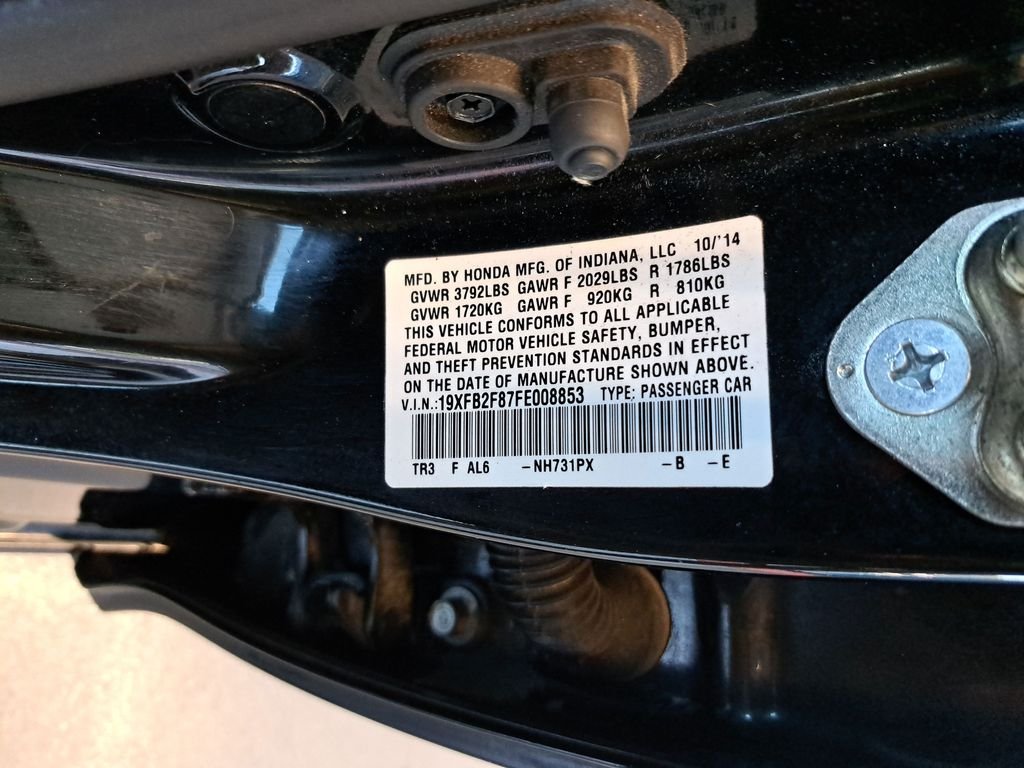 MFD. BY HONDA MFG. OF INDIANA, LLC 10/'14
GVWR 3792LBS GAWR F 2029LBS R 1786LBS
GVWR 1720KG GAWR F 920KG R 810KG
THIS VEHICLE CONFORMS TO ALL APPLICABLE
FEDERAL MOTOR VEHICLE SAFETY, BUMPER,
AND THEFT PREVENTION STANDARDS IN EFFECT
ON THE DATE OF MANUFACTURE SHOWN ABOVE.
V.I.N.:19XFB2F87FE008853 TYPE: PASSENGER CAR
TR3 F AL6 -NH731PX -B -E